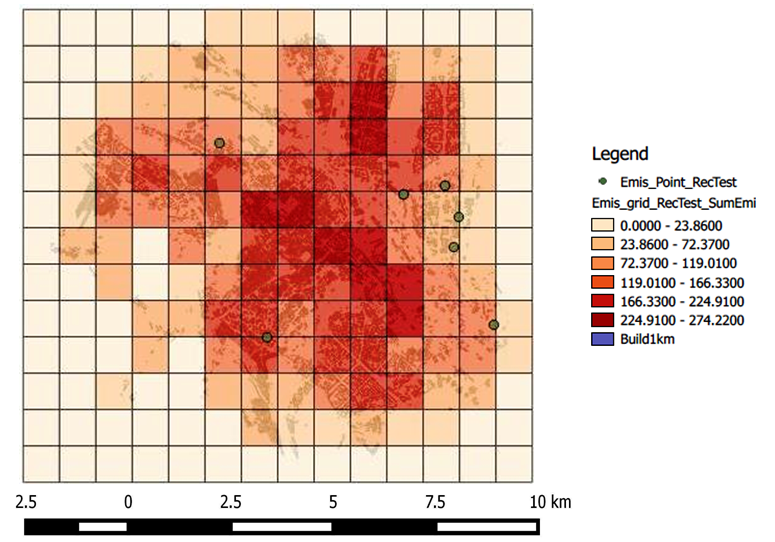 Legend
Emis_Point_RecTest
Emis_grid_RecTest_SumEmi
0.0000 - 23.8600
23.8600 - 72.3700
72.3700 - 119.0100
119.0100 - 166.3300
166.3300 - 224.9100
224.9100 - 274.2200
Build1km
2.5 0 2.5 5 7.5 10 km